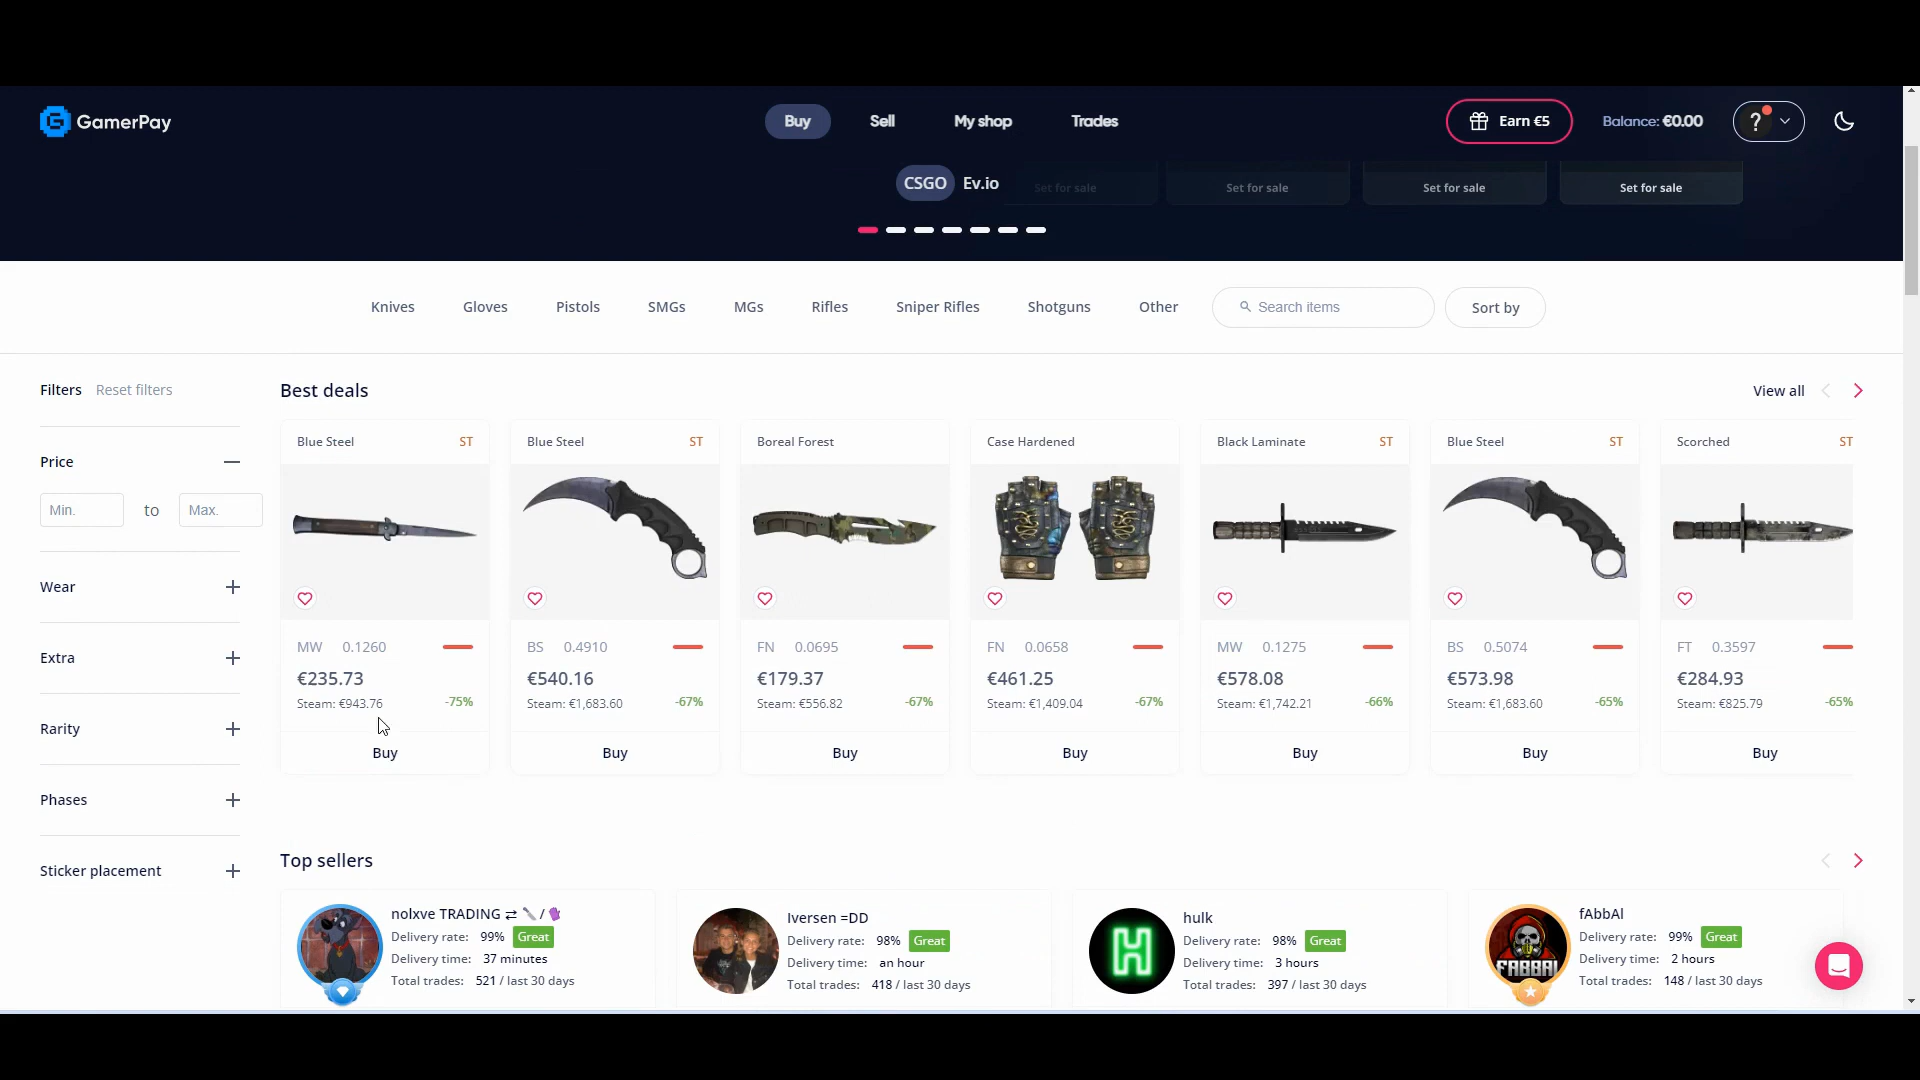 GamerPay
Buy
Sell
My shop
Trades
Earn €5
Balance: €0.00
?
CSGO
Ev.io
Set for sale
Set for sale
Set for sale
Set for sale
Knives
Gloves
Pistols
SMGs
MGs
Rifles
Sniper Rifles
Shotguns
Other
Search items
Sort by
Filters
Reset filters
Price
Min.
to
Max.
Wear
Extra
Rarity
Phases
Sticker placement
Best deals
View all
Blue Steel
ST
MW
0.1260
€235.73
Steam: €943.76
-75%
Buy
Blue Steel
ST
BS
0.4910
€540.16
Steam: €1,683.60
-67%
Buy
Boreal Forest
FN
0.0695
€179.37
Steam: €556.82
-67%
Buy
Case Hardened
FN
0.0658
€461.25
Steam: €1,409.04
-67%
Buy
Black Laminate
ST
MW
0.1275
€578.08
Steam: €1,742.21
-66%
Buy
Blue Steel
ST
BS
0.5074
€573.98
Steam: €1,683.60
-65%
Buy
Scorched
ST
FT
0.3597
€284.93
Steam: €825.79
-65%
Buy
Top sellers
nolxve TRADING ⇄ 🔪 / 🧤
Delivery rate: 99% Great
Delivery time: 37 minutes
Total trades: 521 / last 30 days
Iversen =DD
Delivery rate: 98% Great
Delivery time: an hour
Total trades: 418 / last 30 days
H
hulk
Delivery rate: 98% Great
Delivery time: 3 hours
Total trades: 397 / last 30 days
FABBAL
fAbbAl
Delivery rate: 99% Great
Delivery time: 2 hours
Total trades: 148 / last 30 days